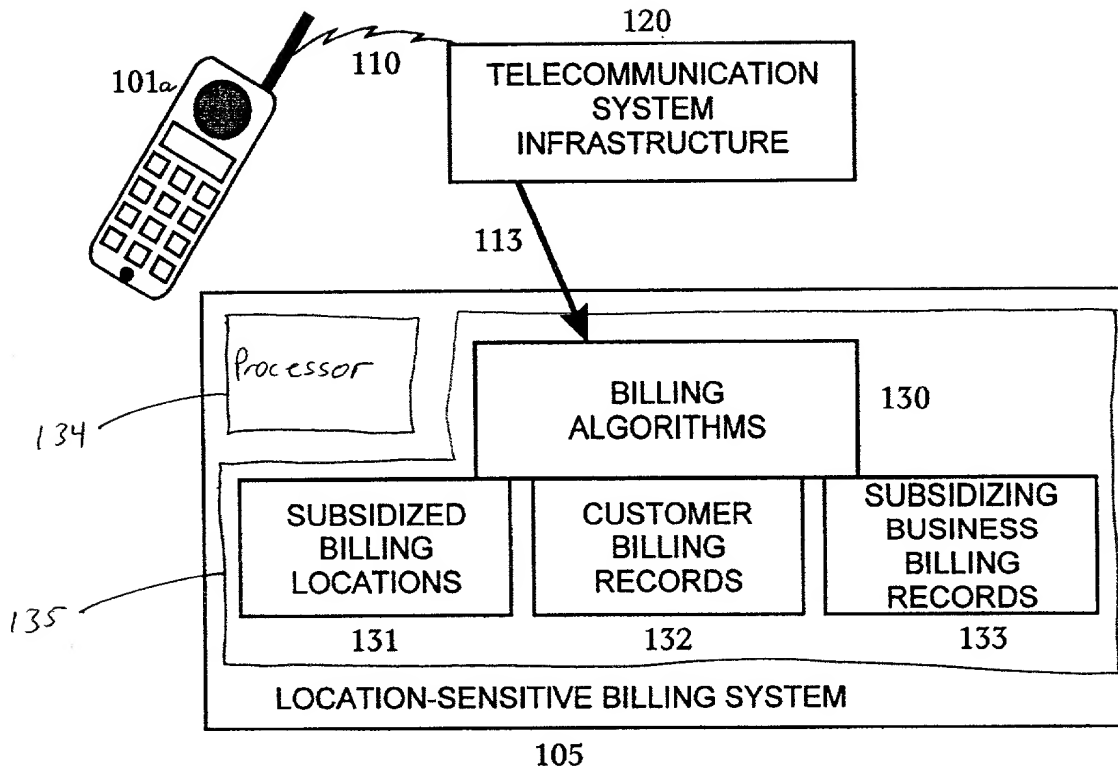 120
101a
110
TELECOMMUNICATION
SYSTEM
INFRASTRUCTURE
113
Processor
134
BILLING
ALGORITHMS
130
SUBSIDIZED
BILLING
LOCATIONS
CUSTOMER
BILLING
RECORDS
SUBSIDIZING
BUSINESS
BILLING
RECORDS
135
131
132
133
LOCATION-SENSITIVE BILLING SYSTEM
105